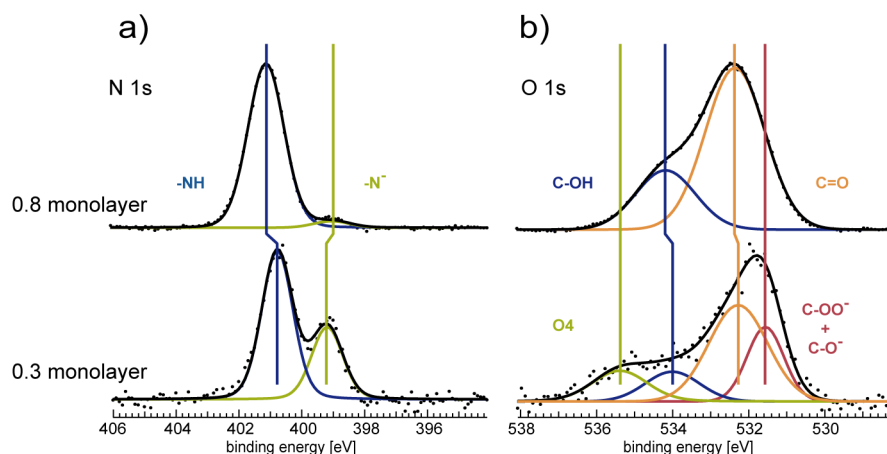 a)
b)
N 1s
O 1s
-NH
-N⁻
C-OH
C=O
0.8 monolayer
O4
C-OO⁻
+
C-O⁻
0.3 monolayer
406 404 402 400 398 396
538 536 534 532 530
binding energy [eV]
binding energy [eV]